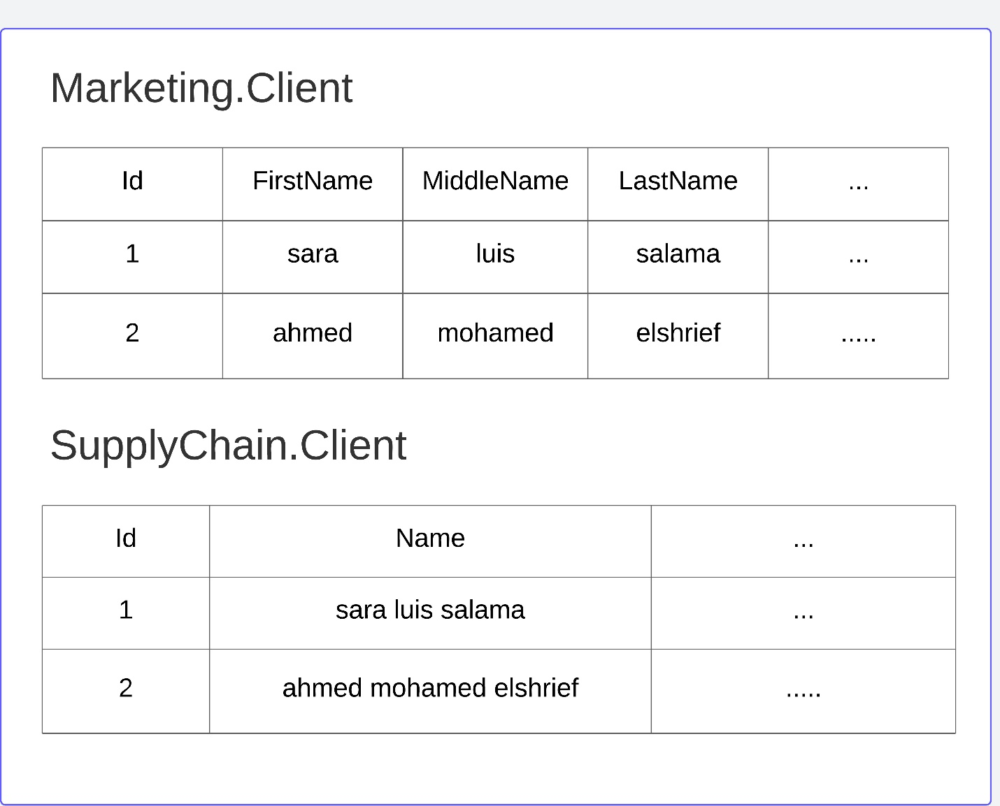 Marketing.Client
Id FirstName MiddleName LastName ...
1 sara luis salama ...
2 ahmed mohamed elshrief .....
SupplyChain.Client
Id Name ...
1 sara luis salama ...
2 ahmed mohamed elshrief .....